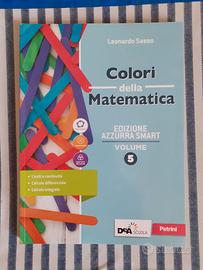 Leonardo Sasso
Colori
della
Matematica
EDIZIONE
AZZURRA SMART
VOLUME
5
Limiti e continuità
Calcolo differenziale
Calcolo integrale
DeA SCUOLA
Petrini